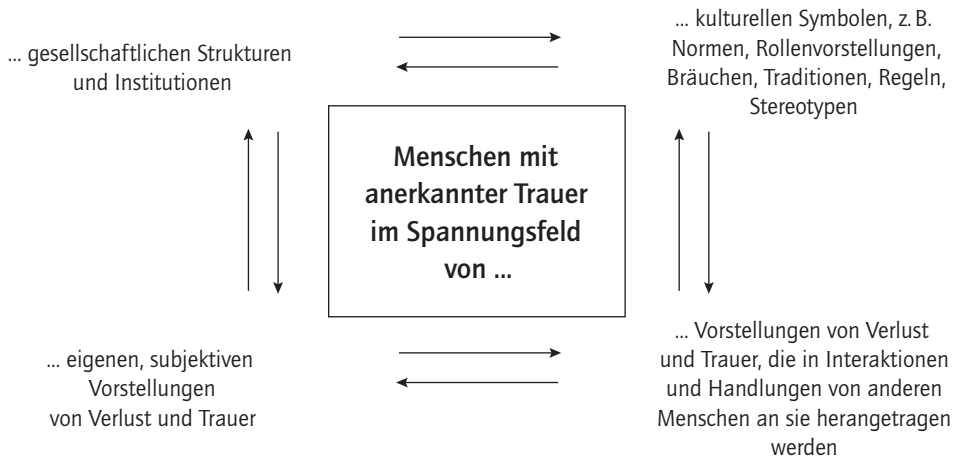 ... gesellschaftlichen Strukturen
und Institutionen
... kulturellen Symbolen, z. B.
Normen, Rollenvorstellungen,
Bräuchen, Traditionen, Regeln,
Stereotypen
Menschen mit
anerkannter Trauer
im Spannungsfeld
von ...
... eigenen, subjektiven
Vorstellungen
von Verlust und Trauer
... Vorstellungen von Verlust
und Trauer, die in Interaktionen
und Handlungen von anderen
Menschen an sie herangetragen
werden